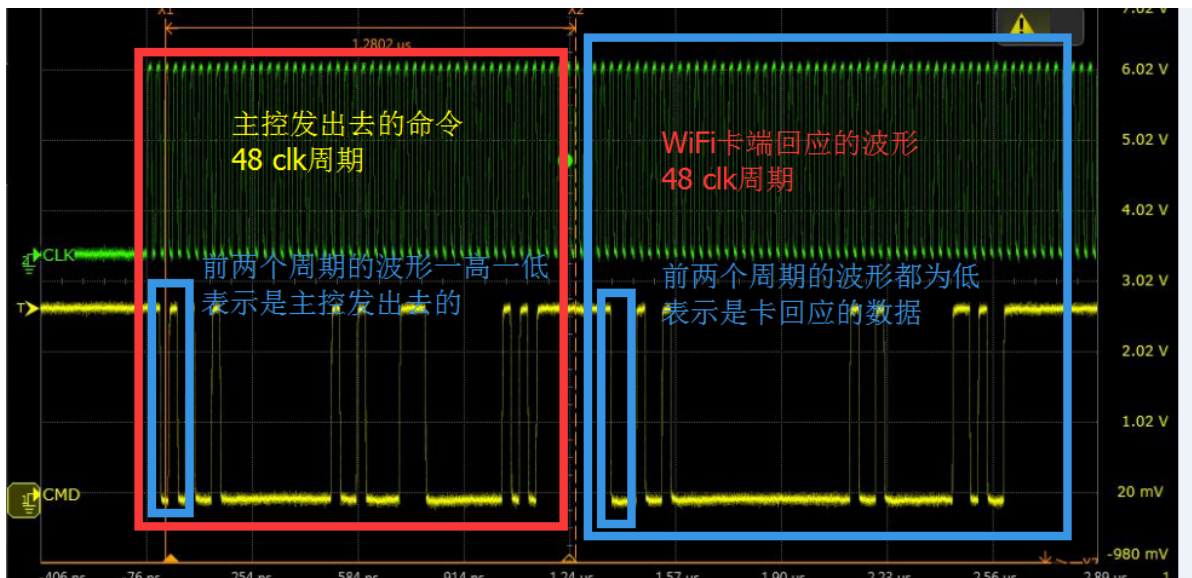 X1
X2
7.02 V
1.2802 us
6.02 V
主控发出去的命令
48 clk周期
WiFi卡端回应的波形
48 clk周期
5.02 V
4.02 V
CLK
前两个周期的波形一高一低
表示是主控发出去的
前两个周期的波形都为低
表示是卡回应的数据
3.02 V
T
2.02 V
1.02 V
CMD
20 mV
-980 mV
-406 ns
-76 ns
254 ns
584 ns
914 ns
1.24 us
1.57 us
1.90 us
2.23 us
2.56 us
2.89 us